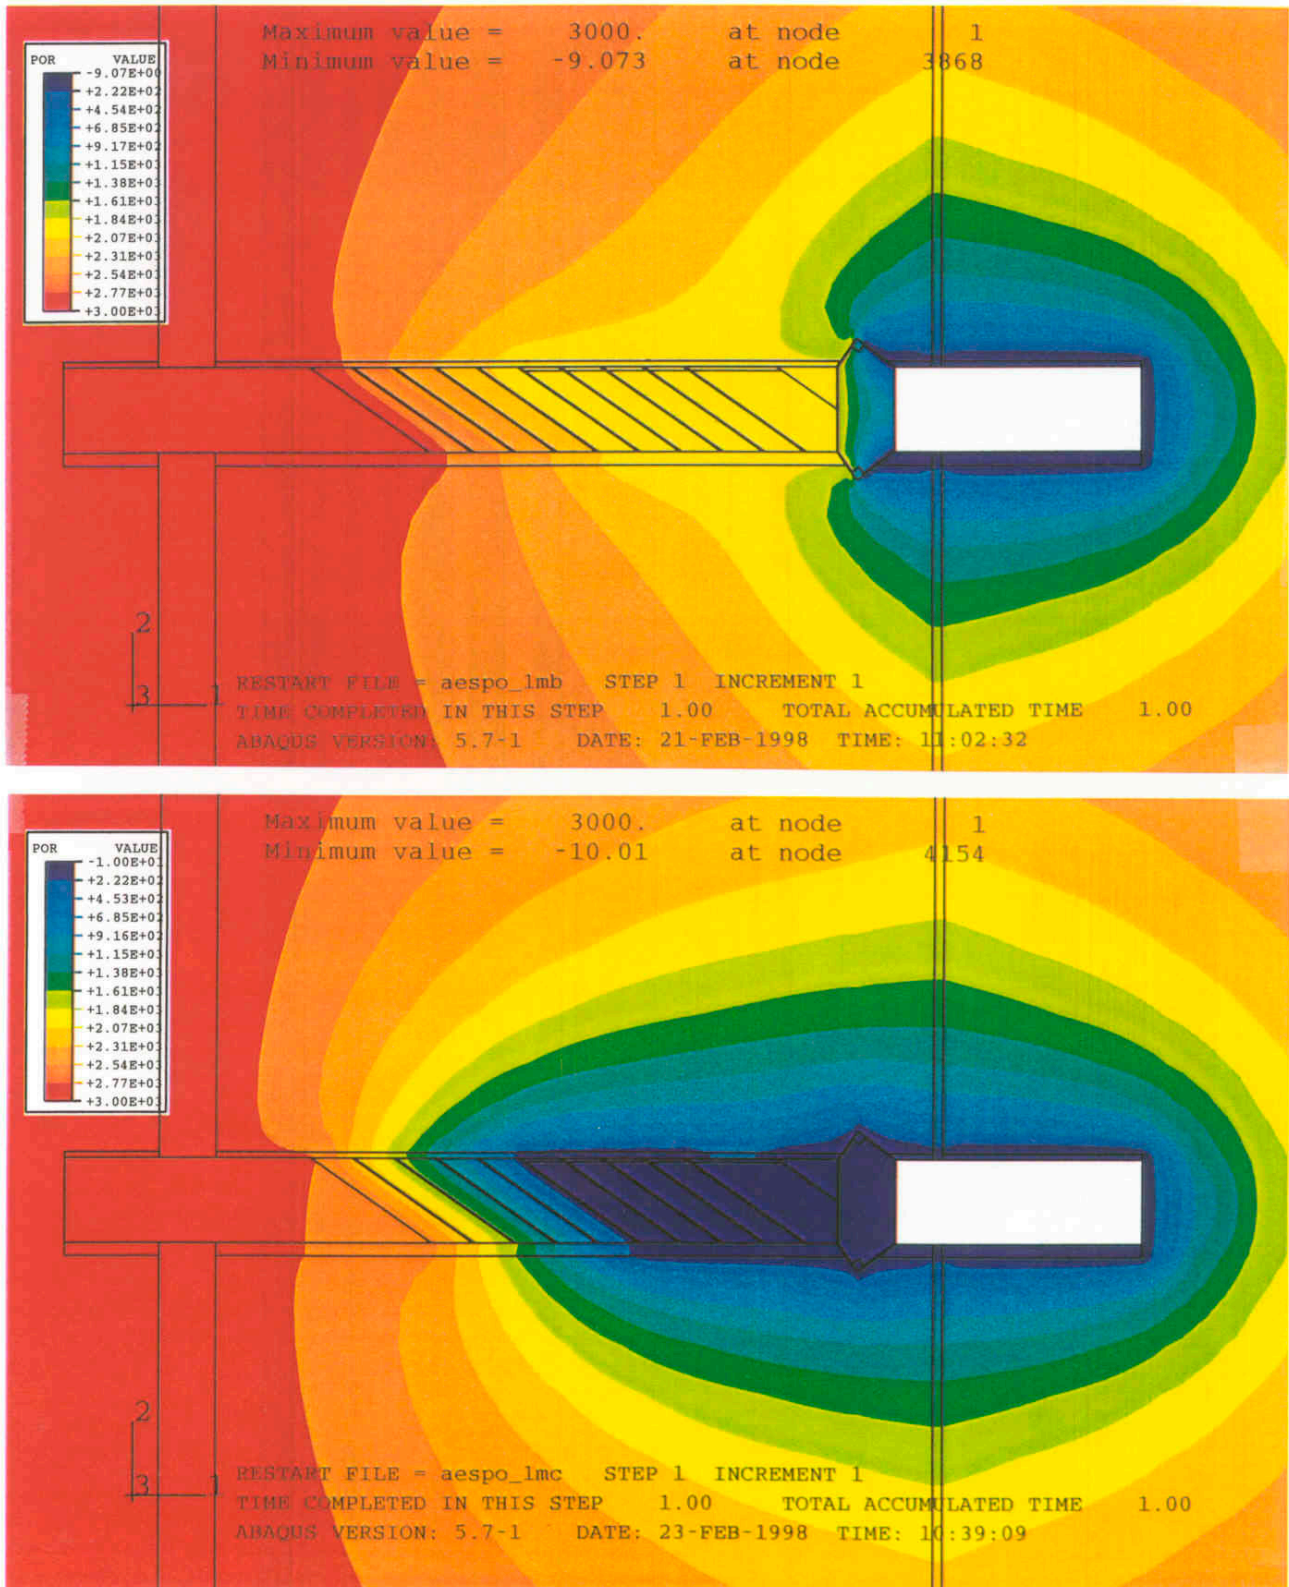 Maximum value = 3000. at node 1
Minimum value = -9.073 at node 3868
POR VALUE
-9.07E+00
+2.22E+02
+4.54E+02
+6.85E+02
+9.17E+02
+1.15E+03
+1.38E+03
+1.61E+03
+1.84E+03
+2.07E+03
+2.31E+03
+2.54E+03
+2.77E+03
+3.00E+03
2
3 1
RESTART FILE = aespo_lmb STEP 1 INCREMENT 1
TIME COMPLETED IN THIS STEP 1.00 TOTAL ACCUMULATED TIME 1.00
ABAQUS VERSION: 5.7-1 DATE: 21-FEB-1998 TIME: 11:02:32
Maximum value = 3000. at node 1
Minimum value = -10.01 at node 4154
POR VALUE
-1.00E+01
+2.22E+02
+4.53E+02
+6.85E+02
+9.16E+02
+1.15E+03
+1.38E+03
+1.61E+03
+1.84E+03
+2.07E+03
+2.31E+03
+2.54E+03
+2.77E+03
+3.00E+03
2
3 1
RESTART FILE = aespo_lmc STEP 1 INCREMENT 1
TIME COMPLETED IN THIS STEP 1.00 TOTAL ACCUMULATED TIME 1.00
ABAQUS VERSION: 5.7-1 DATE: 23-FEB-1998 TIME: 10:39:09